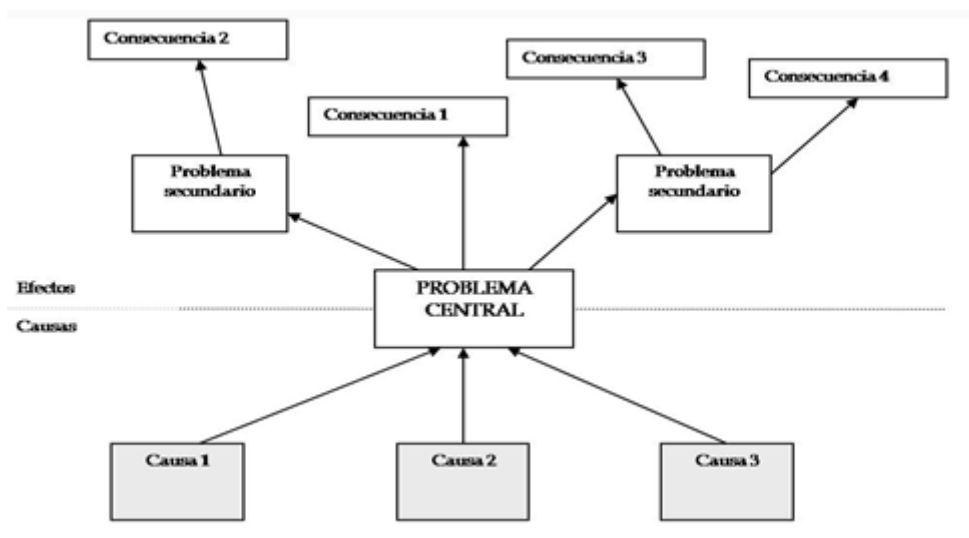 Consecuencia 2
Consecuencia 3
Consecuencia 4
Consecuencia 1
Problema
secundario
Problema
secundario
Efectos
PROBLEMA
CENTRAL
Causas
Causa 1
Causa 2
Causa 3